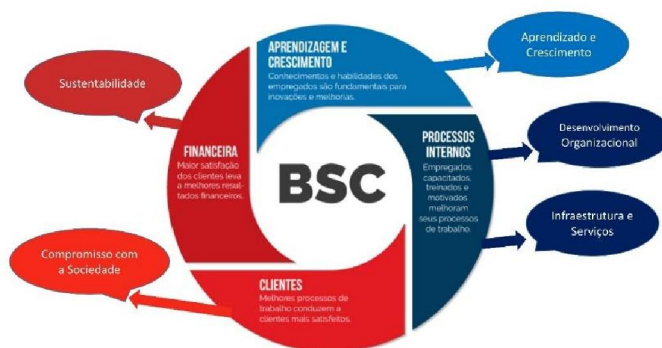 APRENDIZAGEM E
CRESCIMENTO
Conhecimentos e habilidades dos
empregados são fundamentais para
inovações e melhorias.
Aprendizado e
Crescimento
Sustentabilidade
FINANCEIRA
Maior satisfação
dos clientes leva
a melhores resul-
tados financeiros.
BSC
PROCESSOS
INTERNOS
Empregados
capacitados,
treinados e
motivados
melhoram
seus processos
de trabalho.
Desenvolvimento
Organizacional
Infraestrutura e
Serviços
Compromisso com
a Sociedade
CLIENTES
Melhores processos de
trabalho conduzem a
clientes mais satisfeitos.